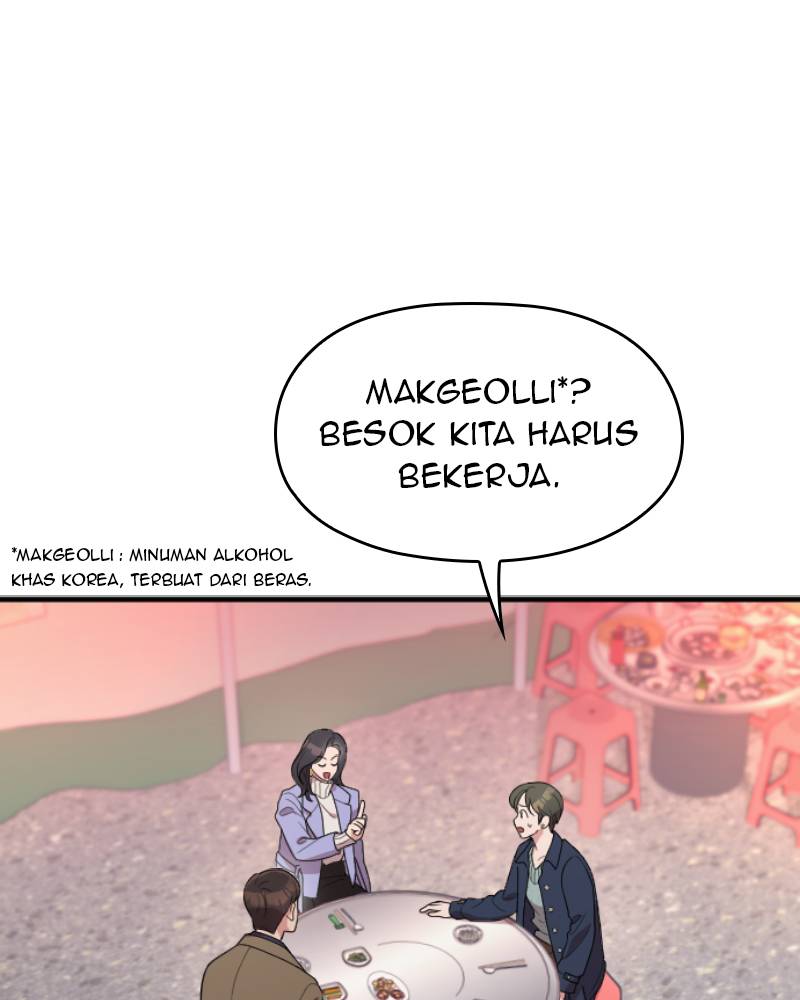 MAKGEOLLI*?
BESOK KITA HARUS
BEKERJA.
*MAKGEOLLI : MINUMAN ALKOHOL
KHAS KOREA, TERBUAT DARI BERAS.